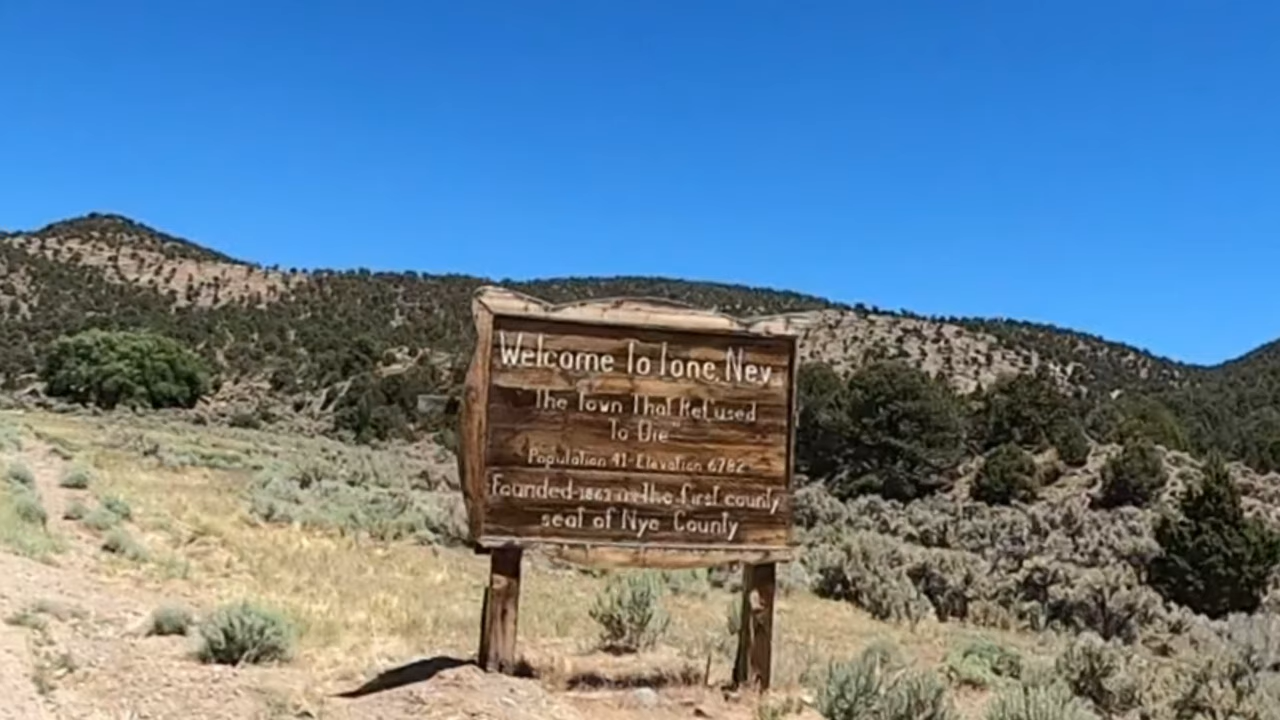 Welcome To Ione, Nev
"The Town That Refused
To Die"
Population 41-Elevation 6782
Founded 1863 as the first county
seat of Nye County